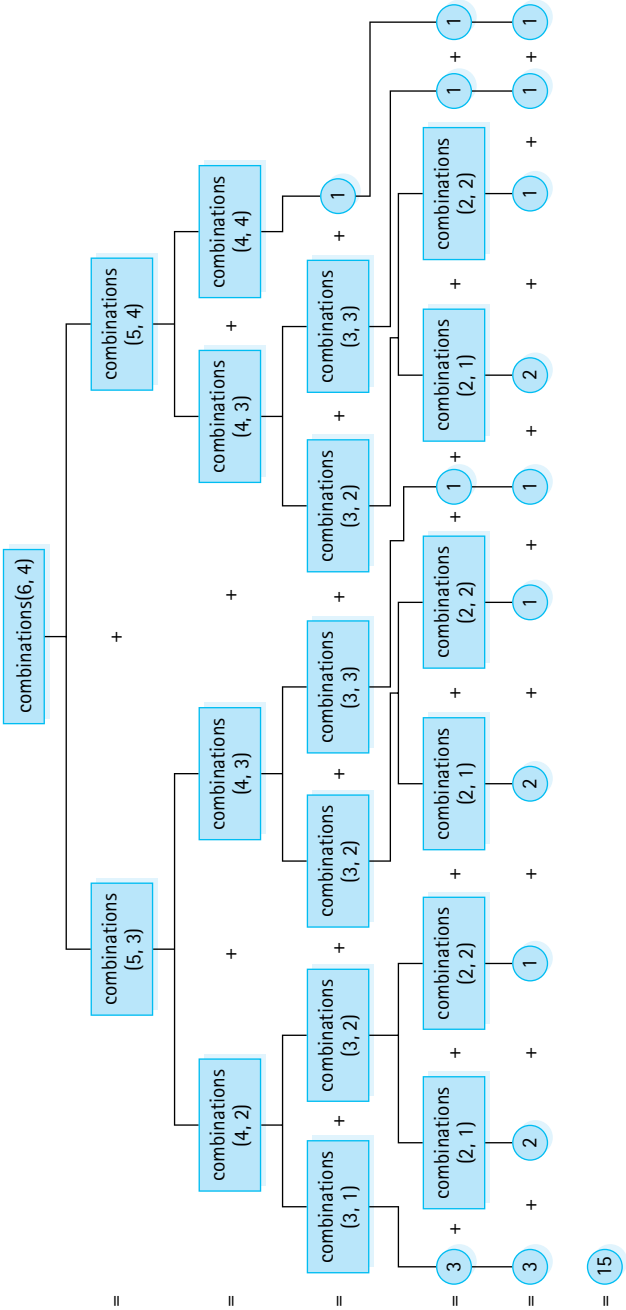 combinations(6, 4)
=
combinations
(5, 3)
+
combinations
(5, 4)
=
combinations
(4, 2)
+
combinations
(4, 3)
+
combinations
(4, 3)
+
combinations
(4, 4)
=
combinations
(3, 1)
+
combinations
(3, 2)
+
combinations
(3, 2)
+
combinations
(3, 3)
+
combinations
(3, 2)
+
combinations
(3, 3)
+
1
=
3
+
combinations
(2, 1)
+
combinations
(2, 2)
+
combinations
(2, 1)
+
combinations
(2, 2)
+
1
+
combinations
(2, 1)
+
combinations
(2, 2)
1
+
1
= 3 + 2 + 1 + 2 + 1 + 1 + 2 + 1 + 1 + 1
= 15